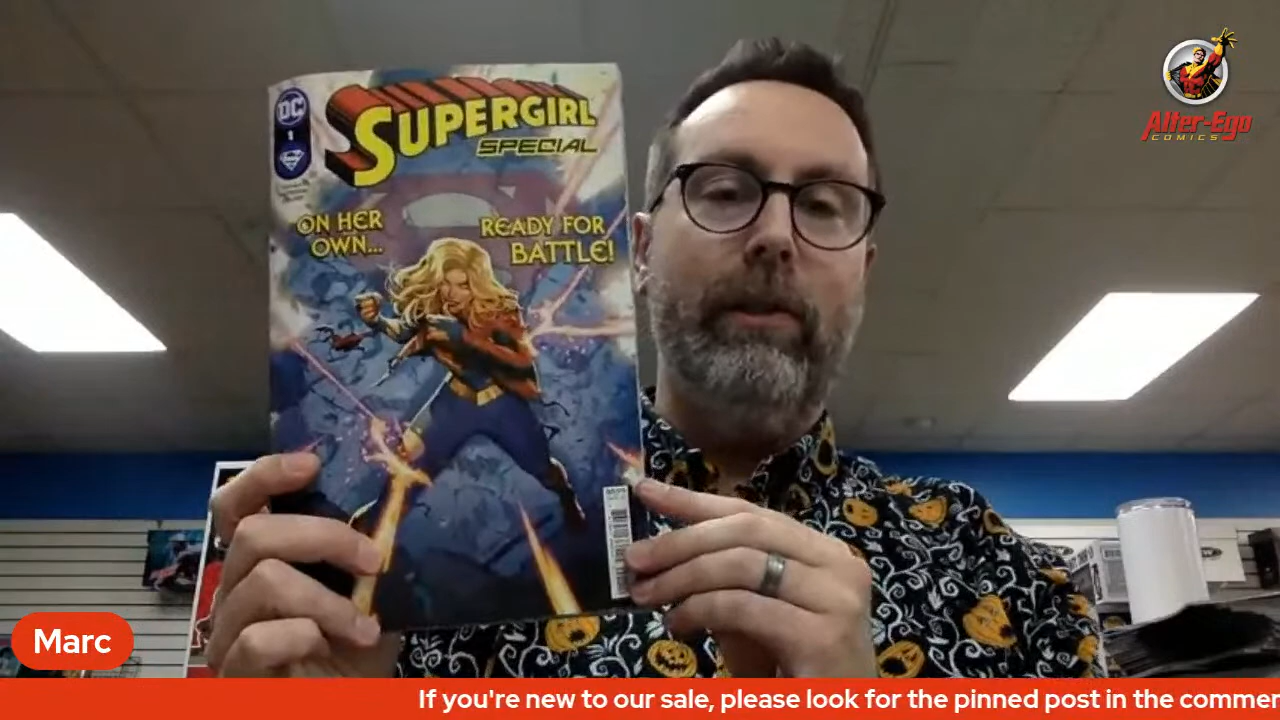 DC
1
SUPERGIRL
SPECIAL
ON HER
OWN...
READY FOR
BATTLE!
Alter-Ego
COMICS
Marc
If you're new to our sale, please look for the pinned post in the commen